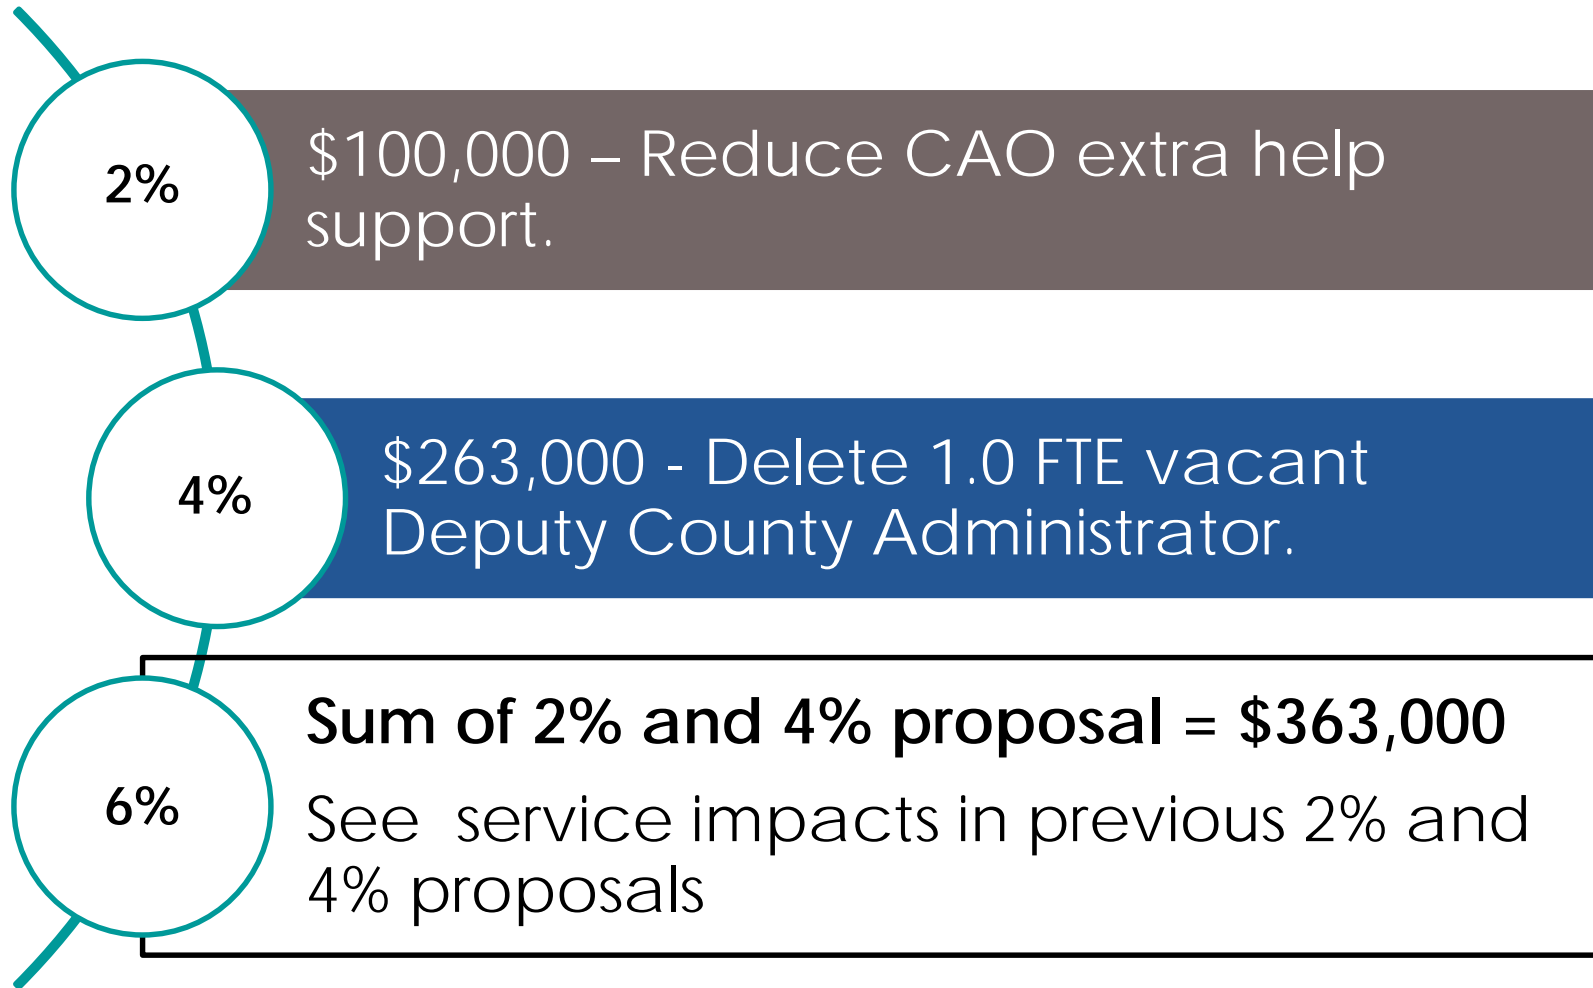 2%
$100,000 – Reduce CAO extra help
support.
4%
$263,000 - Delete 1.0 FTE vacant
Deputy County Administrator.
6%
Sum of 2% and 4% proposal = $363,000
See  service impacts in previous 2% and
4% proposals